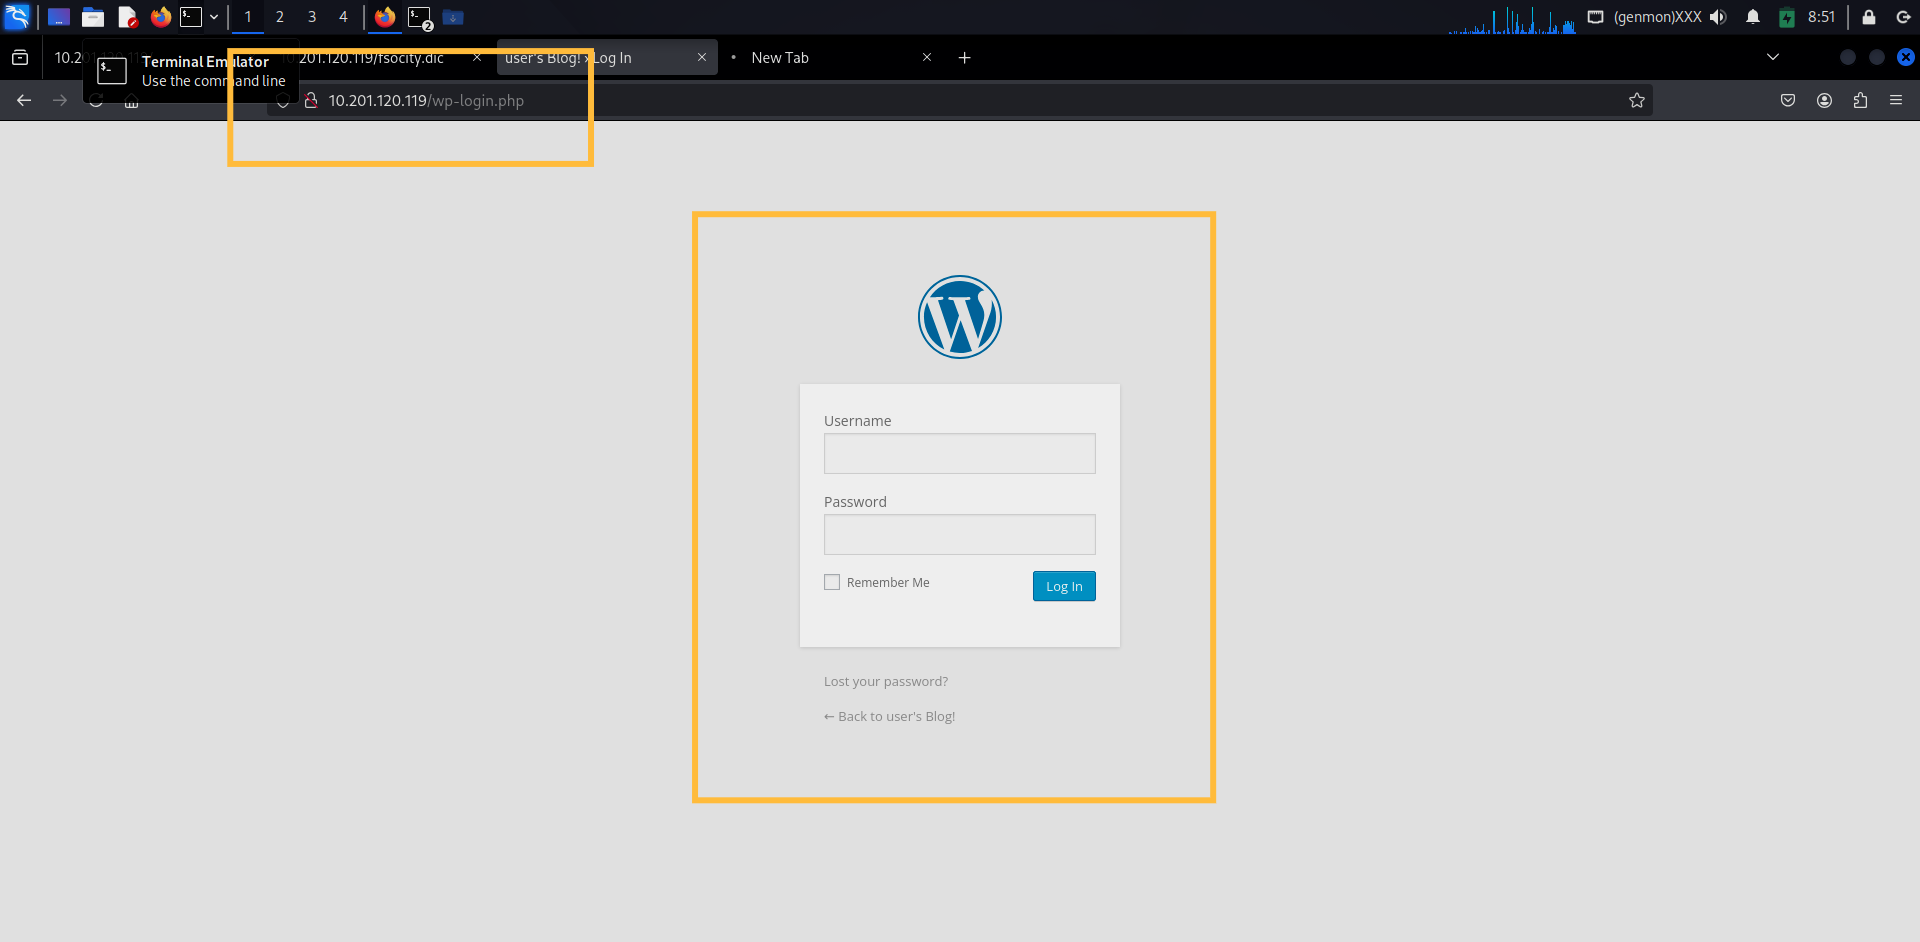 1 2 3 4 2 (genmon)XXX 8:51
10.201.120.119/fsocity.dic user's Blog! › Log In New Tab
Terminal Emulator
Use the command line
10.201.120.119/wp-login.php
Username
Password
Remember Me Log In
Lost your password?
← Back to user's Blog!